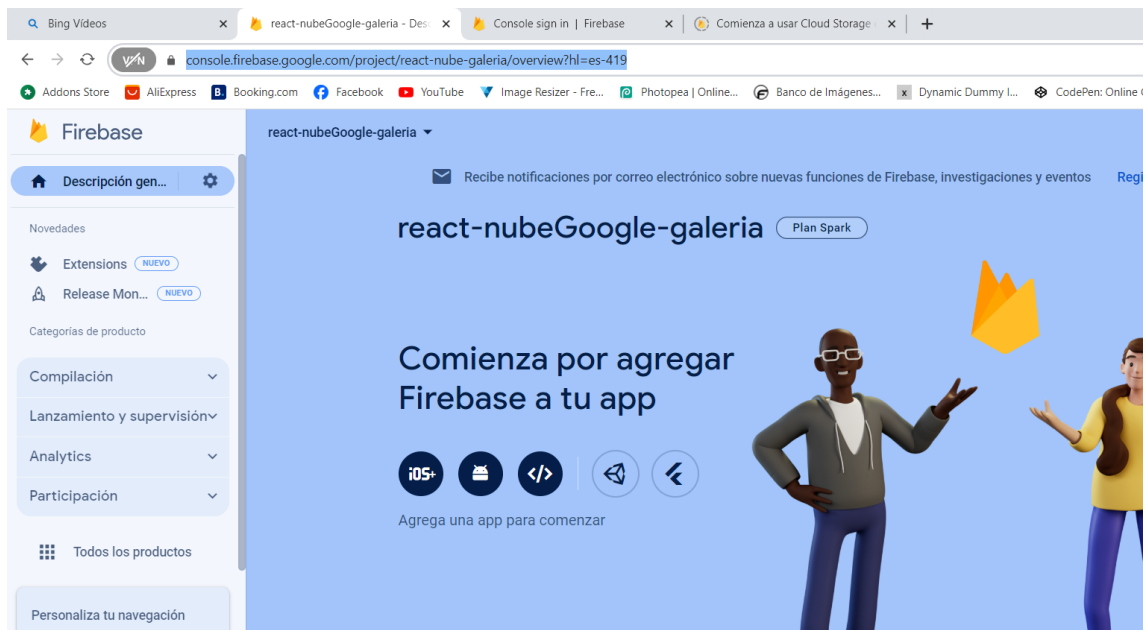 Bing Vídeos
react-nubeGoogle-galeria - Des
Console sign in | Firebase
Comienza a usar Cloud Storage
VPN
console.firebase.google.com/project/react-nube-galeria/overview?hl=es-419
Addons Store
AliExpress
B.
Booking.com
Facebook
YouTube
Image Resizer - Fre...
Photopea | Online...
Banco de Imágenes...
Dynamic Dummy I...
CodePen: Online
Firebase
react-nubeGoogle-galeria
Descripción gen...
Recibe notificaciones por correo electrónico sobre nuevas funciones de Firebase, investigaciones y eventos
Regi
Novedades
react-nubeGoogle-galeria
Plan Spark
Extensions NUEVO
Release Mon... NUEVO
Categorías de producto
Compilación
Lanzamiento y supervisión
Analytics
Participación
Todos los productos
Personaliza tu navegación
Comienza por agregar
Firebase a tu app
iOS+
</>
Agrega una app para comenzar